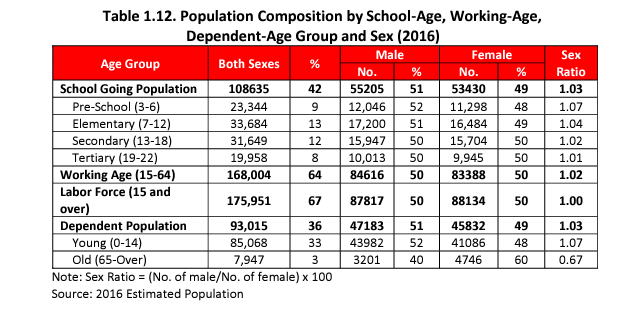 Table 1.12. Population Composition by School-Age, Working-Age,
Dependent-Age Group and Sex (2016)
Age Group Both Sexes % Male Female Sex Ratio
No. % No. %
School Going Population 108635 42 55205 51 53430 49 1.03
Pre-School (3-6) 23,344 9 12,046 52 11,298 48 1.07
Elementary (7-12) 33,684 13 17,200 51 16,484 49 1.04
Secondary (13-18) 31,649 12 15,947 50 15,704 50 1.02
Tertiary (19-22) 19,958 8 10,013 50 9,945 50 1.01
Working Age (15-64) 168,004 64 84616 50 83388 50 1.02
Labor Force (15 and
over) 175,951 67 87817 50 88134 50 1.00
Dependent Population 93,015 36 47183 51 45832 49 1.03
Young (0-14) 85,068 33 43982 52 41086 48 1.07
Old (65-Over) 7,947 3 3201 40 4746 60 0.67
Note: Sex Ratio = (No. of male/No. of female) x 100
Source: 2016 Estimated Population